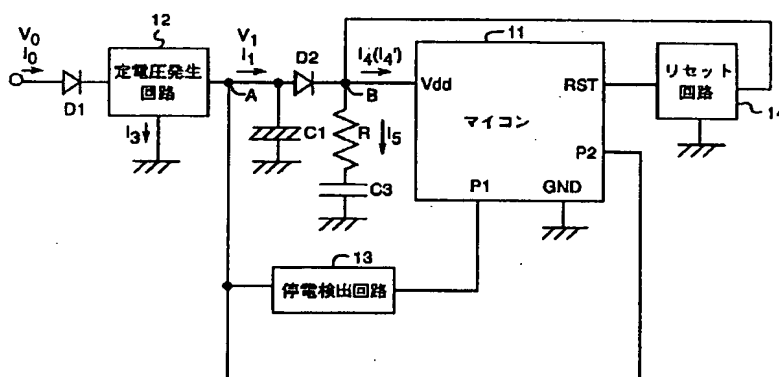 12
V0
I0
定電圧発生
回路
D1
I3
A
V1
I1
D2
C1
B
R
I5
C3
I4(I4')
11
Vdd
マイコン
RST
P2
P1
GND
リセット
回路
14
13
停電検出回路